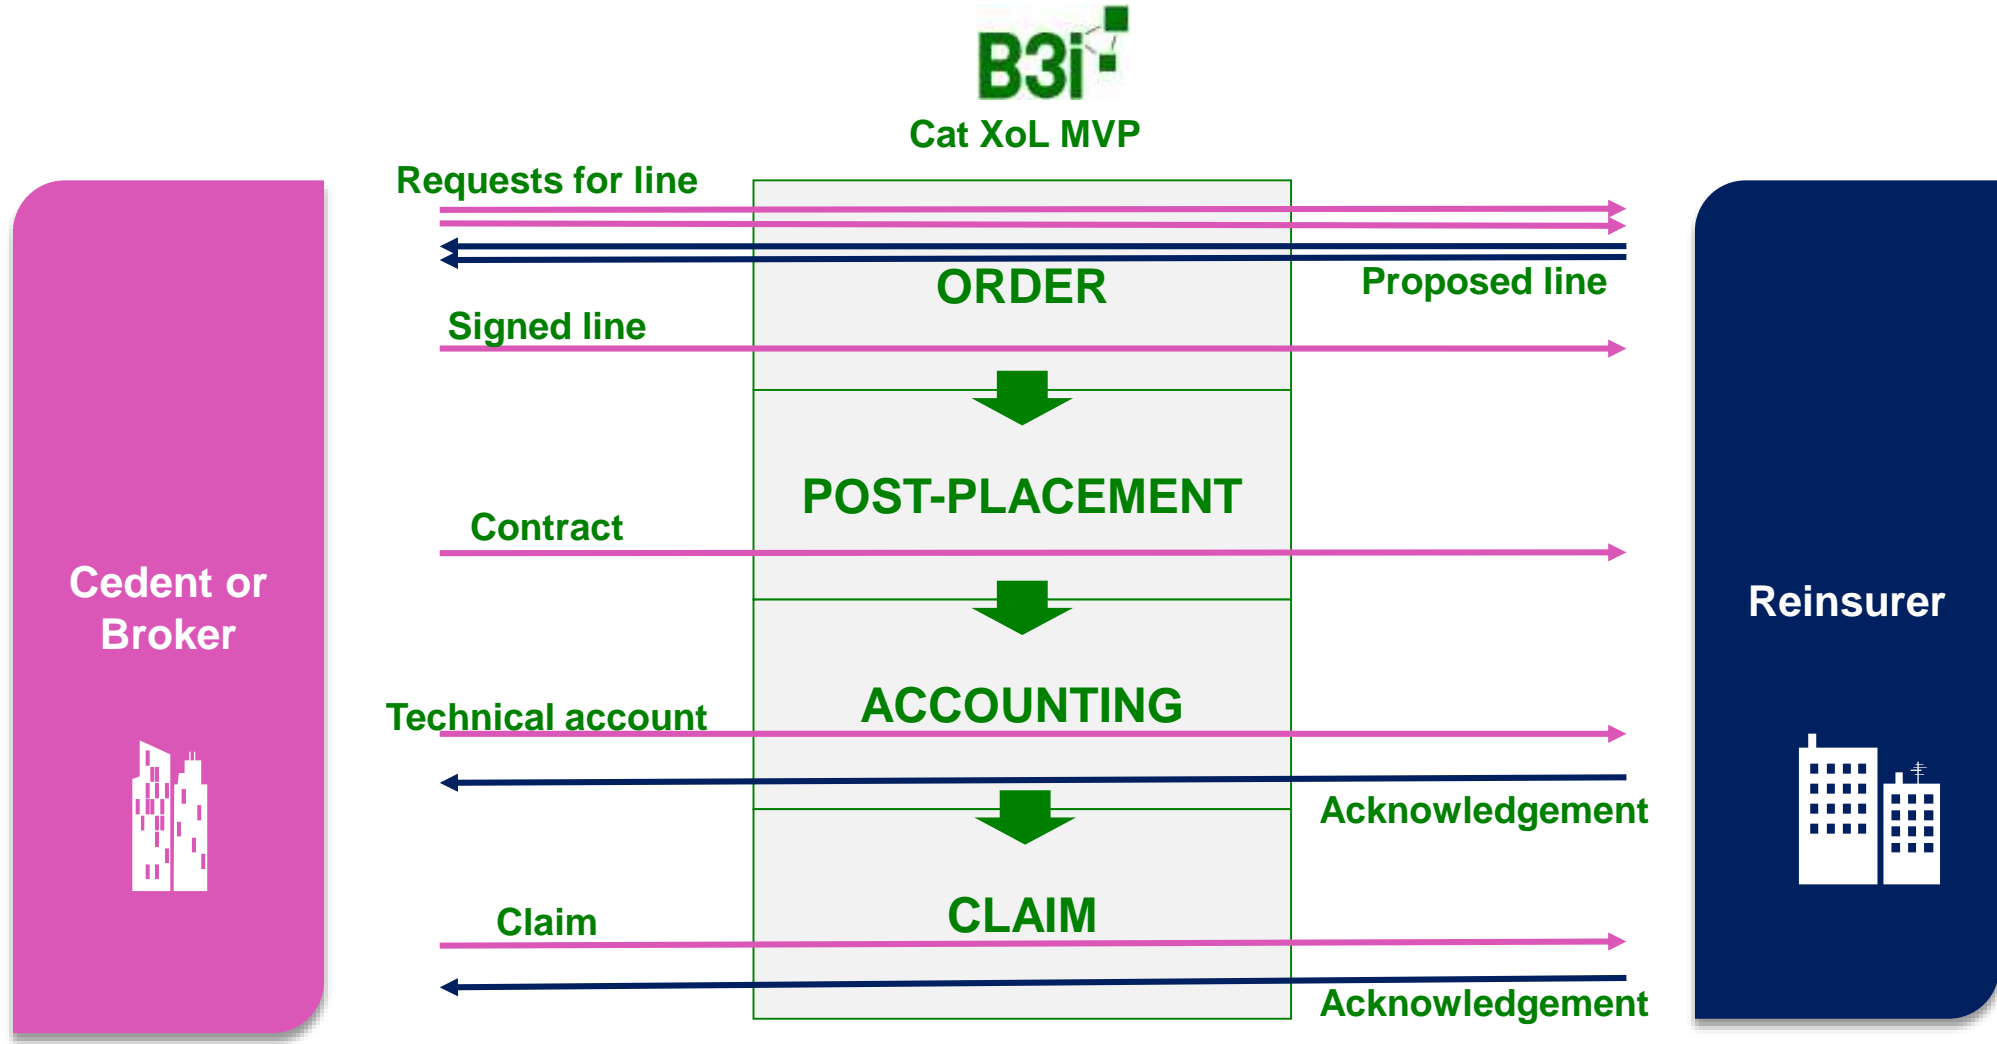 B3i
Cat XoL MVP
Requests for line
ORDER
Proposed line
Signed line
POST-PLACEMENT
Contract
Cedent or
Broker
Reinsurer
ACCOUNTING
Technical account
Acknowledgement
CLAIM
Claim
Acknowledgement